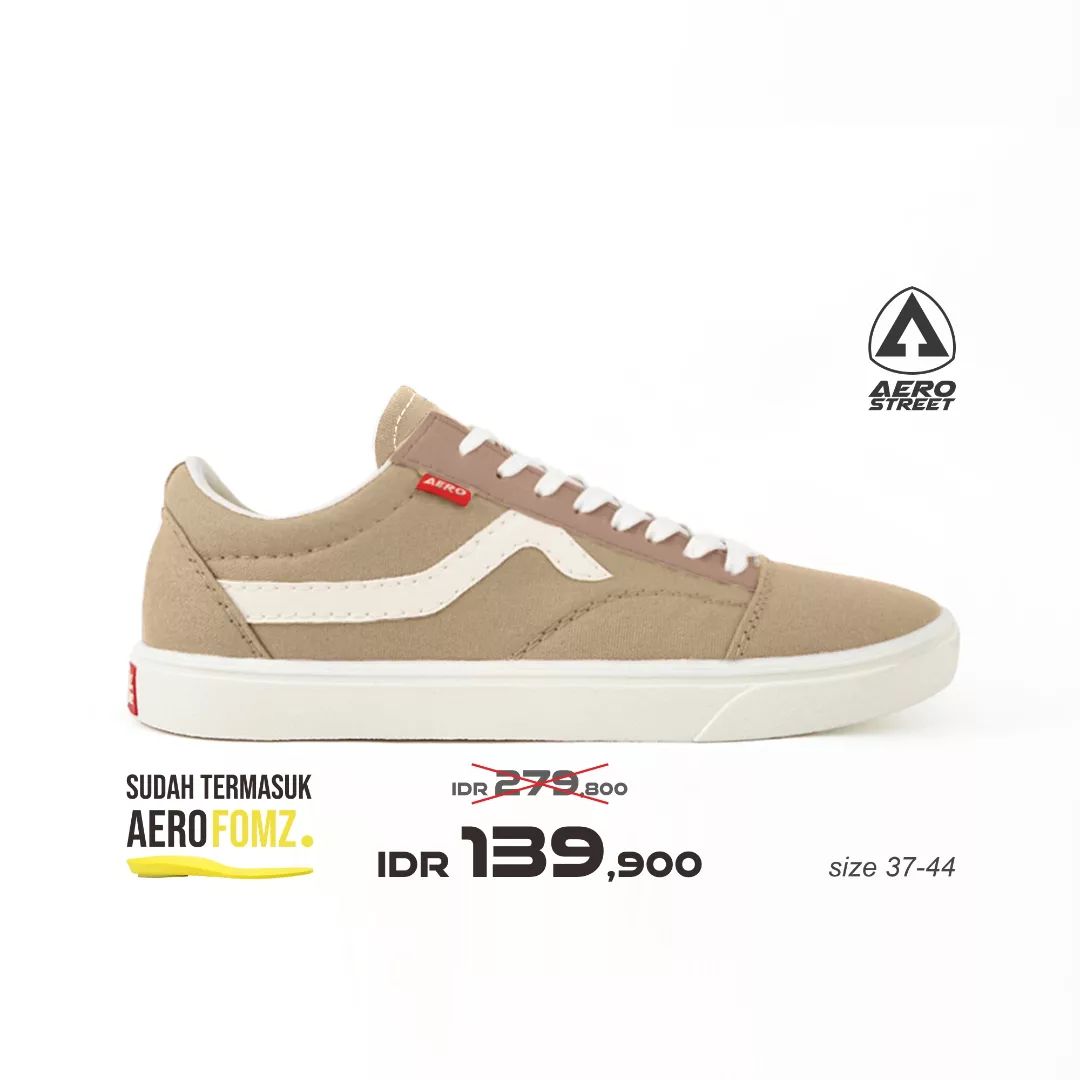 AERO
STREET
AERO
SUDAH TERMASUK
AEROFOMZ.
IDR 279,800
IDR 139,900
size 37-44